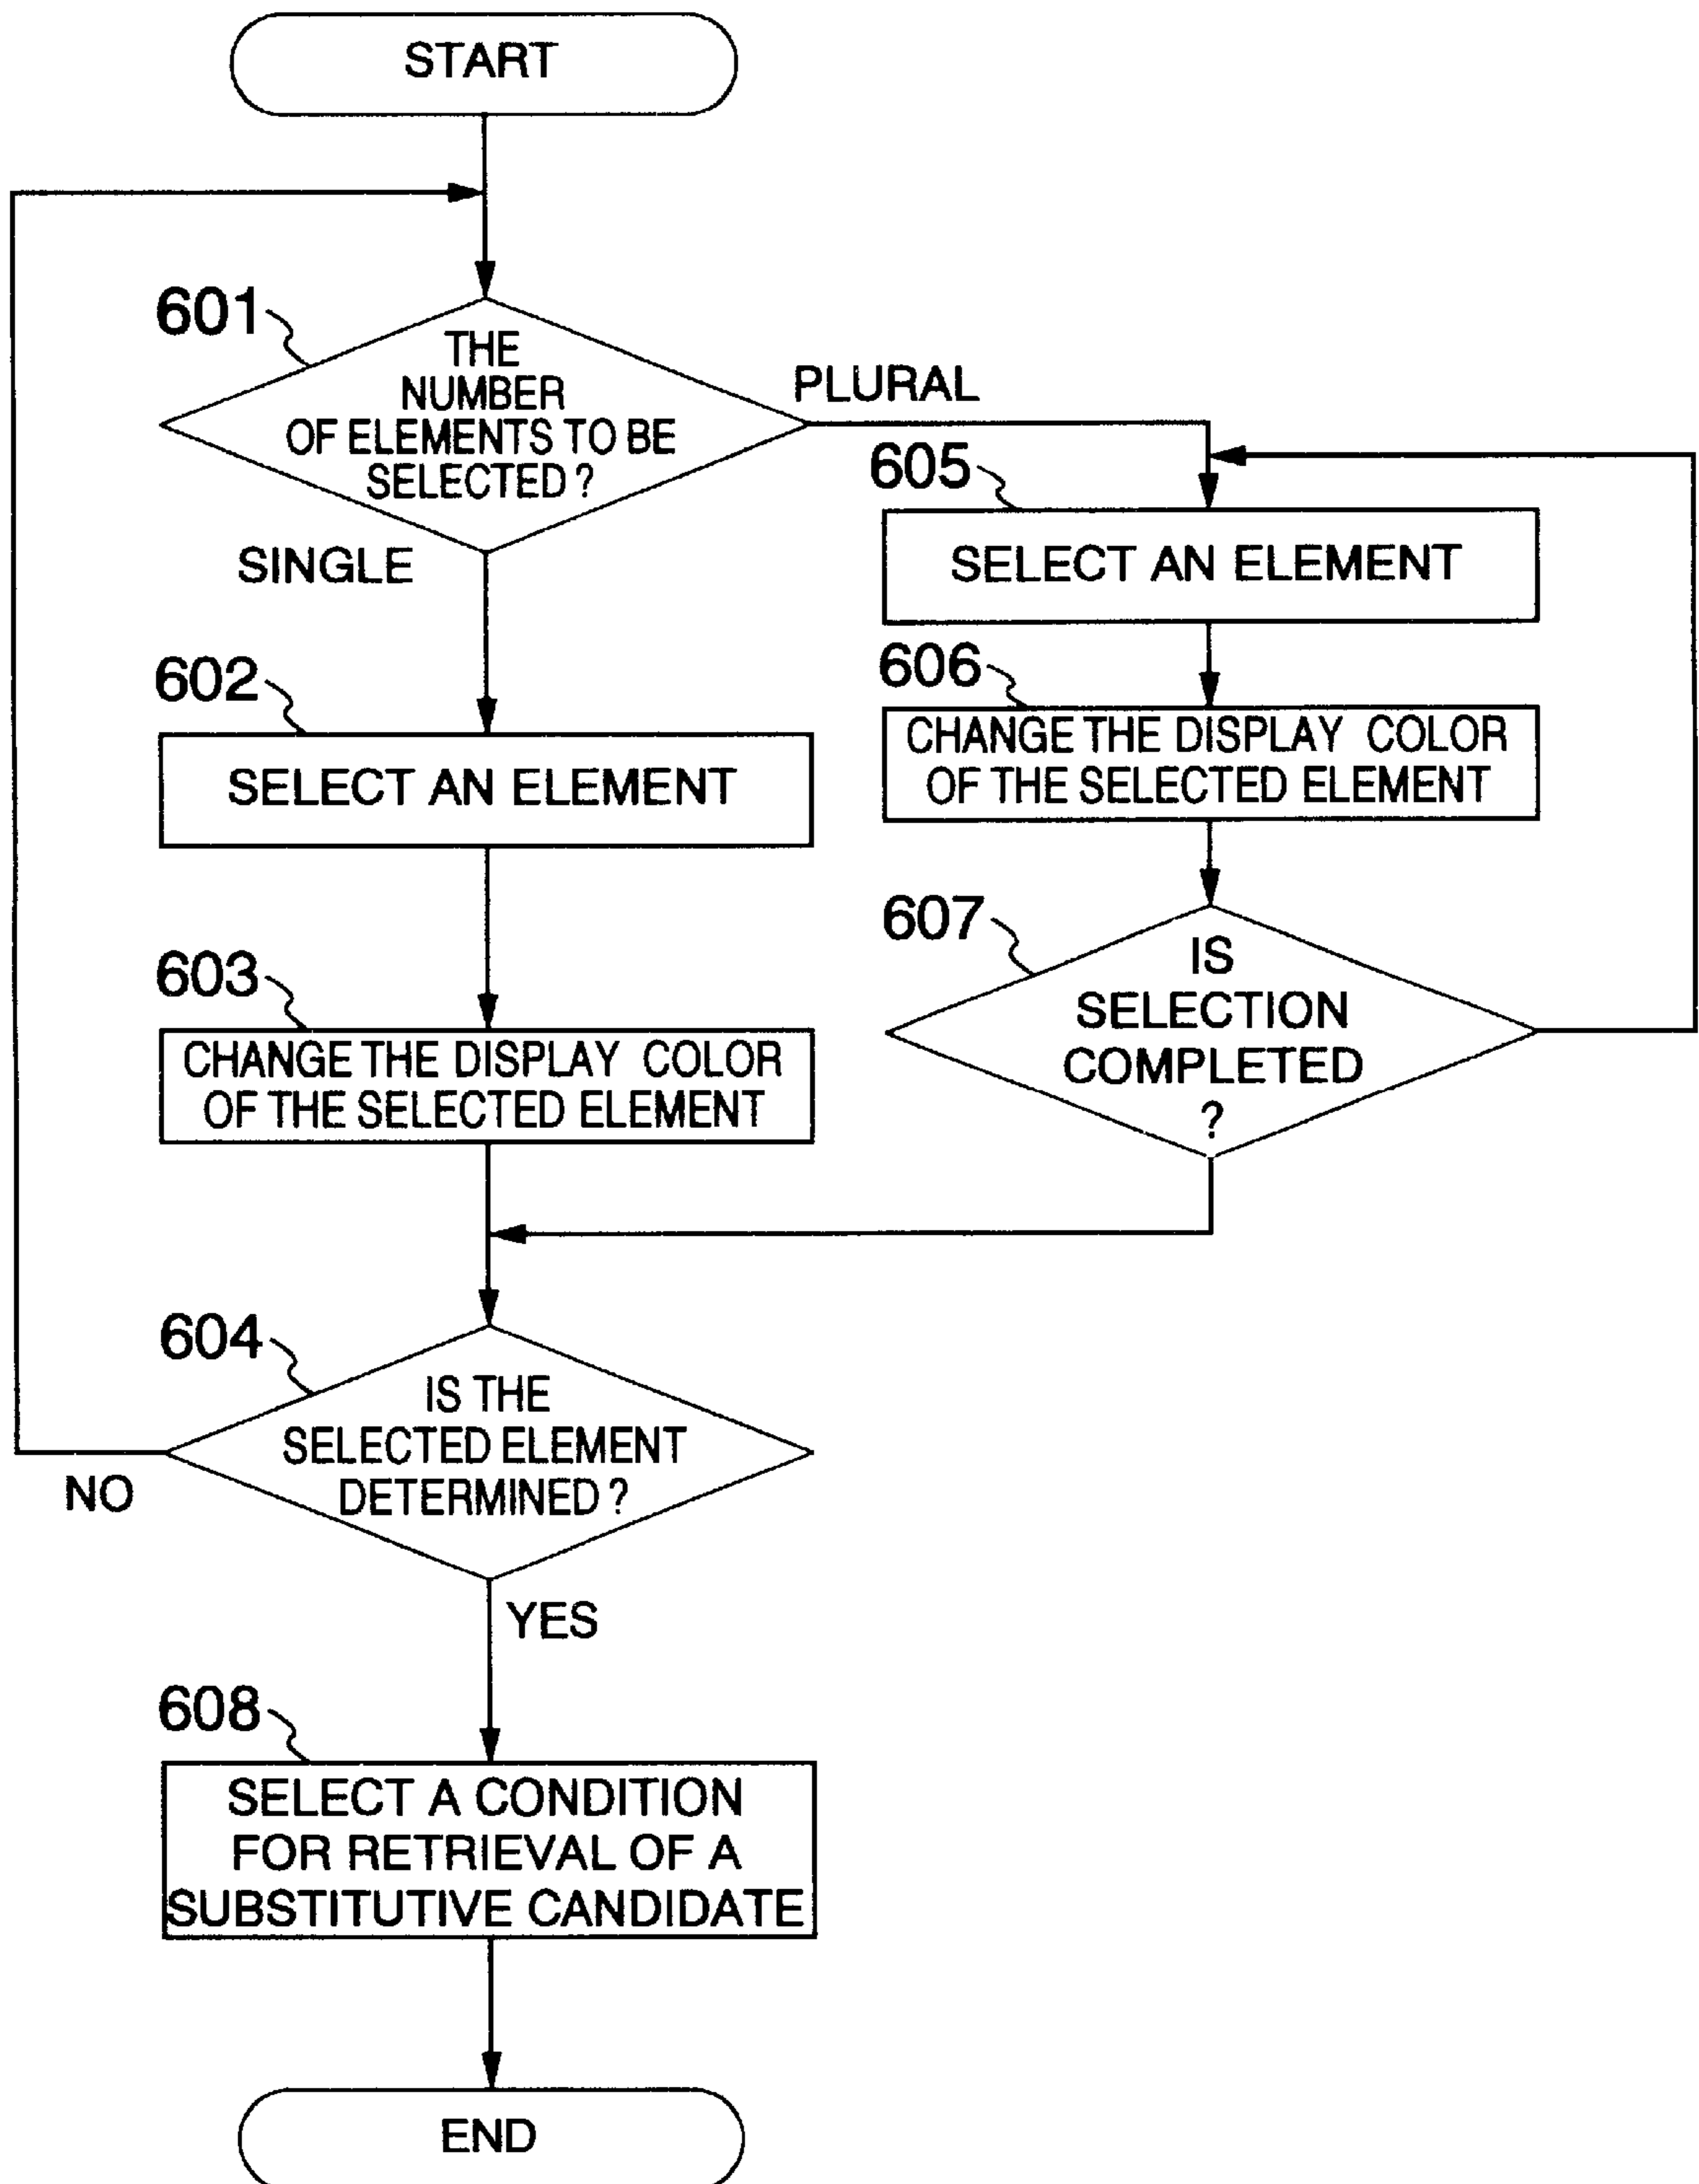 START
601
THE
NUMBER
OF ELEMENTS TO BE
SELECTED ?
PLURAL
SINGLE
605
SELECT AN ELEMENT
606
CHANGE THE DISPLAY COLOR
OF THE SELECTED ELEMENT
607
IS
SELECTION
COMPLETED
?
602
SELECT AN ELEMENT
603
CHANGE THE DISPLAY COLOR
OF THE SELECTED ELEMENT
604
IS THE
SELECTED ELEMENT
DETERMINED ?
NO
YES
608
SELECT A CONDITION
FOR RETRIEVAL OF A
SUBSTITUTIVE CANDIDATE
END